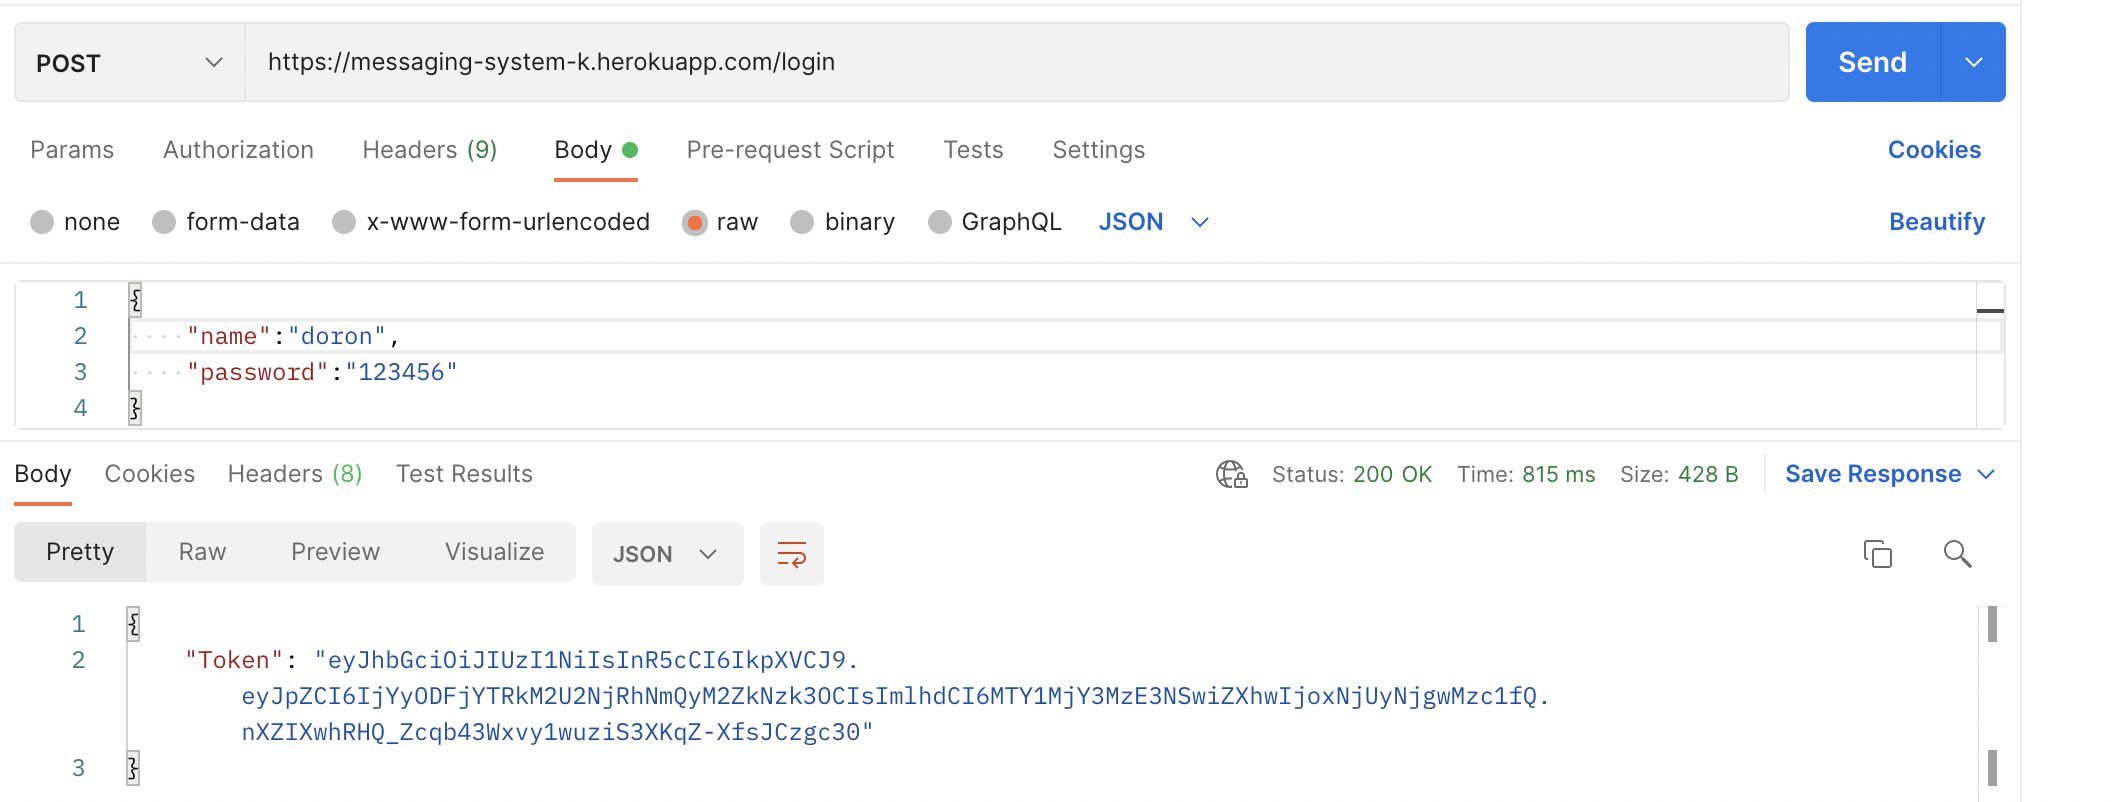 POST https://messaging-system-k.herokuapp.com/login Send
Params Authorization Headers (9) Body Pre-request Script Tests Settings Cookies
none form-data x-www-form-urlencoded raw binary GraphQL JSON Beautify
1 {
2 "name":"doron",
3 "password":"123456"
4 }
Body Cookies Headers (8) Test Results Status: 200 OK Time: 815 ms Size: 428 B Save Response
Pretty Raw Preview Visualize JSON
1 {
2 "Token": "eyJhbGciOiJIUzI1NiIsInR5cCI6IkpXVCJ9.
eyJpZCI6IjYyODFjYTRkM2U2NjRhNmQyM2ZkNzk3OCIsImlhdCI6MTY1MjY3MzE3NSwiZXhwIjoxNjUyNjgwMzc1fQ.
nXZIXwhRHQ_Zcqb43Wxvy1wuziS3XKqZ-XfsJCzgc30"
3 }